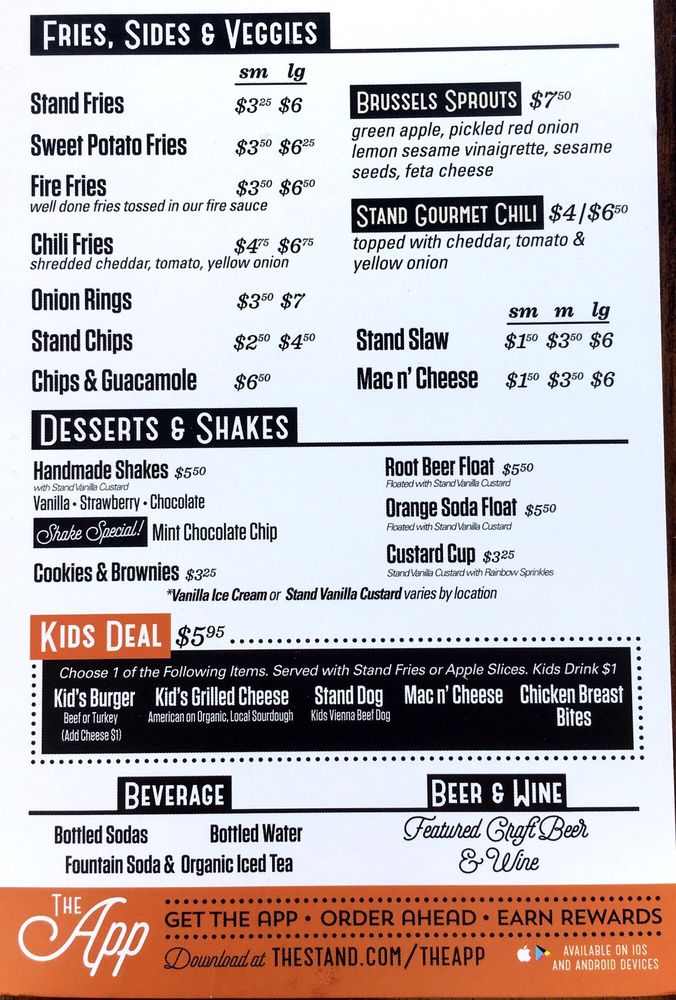 FRIES, SIDES & VEGGIES
sm lg
Stand Fries $3.25 $6
Sweet Potato Fries $3.50 $6.25
Fire Fries $3.50 $6.50
well done fries tossed in our fire sauce
Chili Fries $4.75 $6.75
shredded cheddar, tomato, yellow onion
Onion Rings $3.50 $7
Stand Chips $2.50 $4.50
Chips & Guacamole $6.50
BRUSSELS SPROUTS $7.50
green apple, pickled red onion
lemon sesame vinaigrette, sesame
seeds, feta cheese
STAND GOURMET CHILI $4/$6.50
topped with cheddar, tomato &
yellow onion
sm m lg
Stand Slaw $1.50 $3.50 $6
Mac n' Cheese $1.50 $3.50 $6
DESSERTS & SHAKES
Handmade Shakes $5.50
with Stand Vanilla Custard
Vanilla • Strawberry • Chocolate
Shake Special! Mint Chocolate Chip
Cookies & Brownies $3.25
Root Beer Float $5.50
Floated with Stand Vanilla Custard
Orange Soda Float $5.50
Floated with Stand Vanilla Custard
Custard Cup $3.25
Stand Vanilla Custard with Rainbow Sprinkles
*Vanilla Ice Cream or Stand Vanilla Custard varies by location
KIDS DEAL $5.95
Choose 1 of the Following Items. Served with Stand Fries or Apple Slices. Kids Drink $1
Kid's Burger
Beef or Turkey
(Add Cheese $1)
Kid's Grilled Cheese
American on Organic, Local Sourdough
Stand Dog
Kids Vienna Beef Dog
Mac n' Cheese
Chicken Breast
Bites
BEVERAGE
Bottled Sodas Bottled Water
Fountain Soda & Organic Iced Tea
BEER & WINE
Featured Craft Beer
& Wine
THE App
GET THE APP • ORDER AHEAD • EARN REWARDS
Download at THESTAND.COM/THEAPP
AVAILABLE ON IOS
AND ANDROID DEVICES